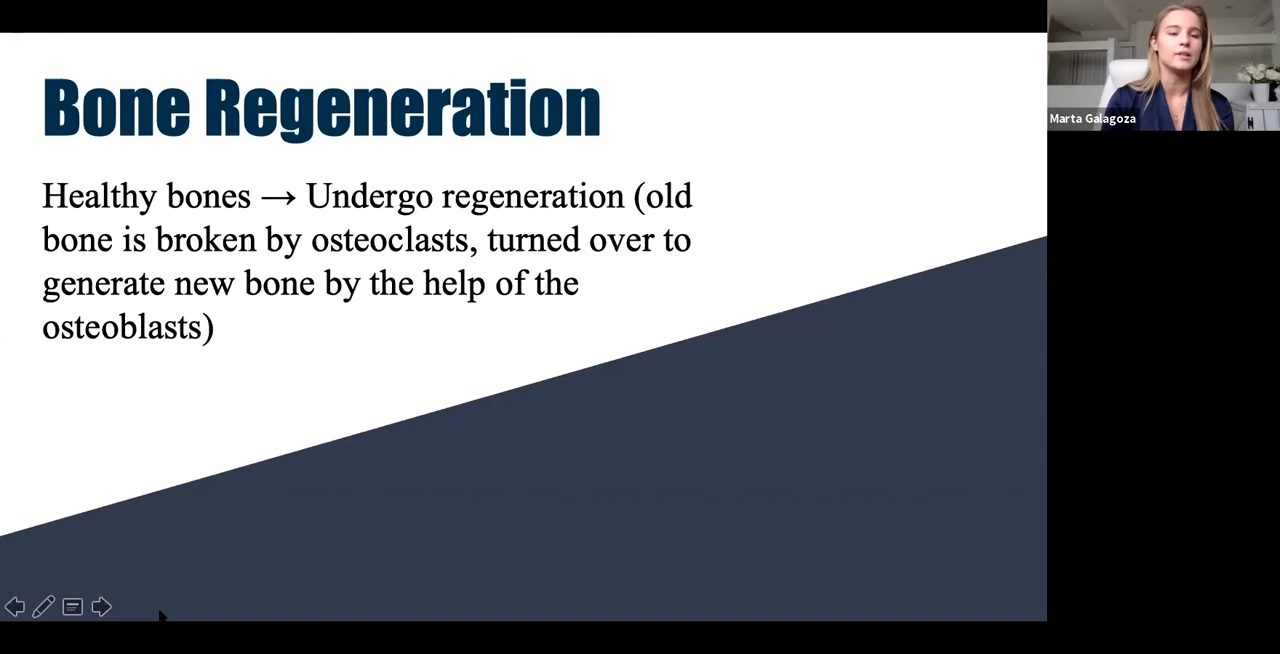 Bone Regeneration
Healthy bones → Undergo regeneration (old
bone is broken by osteoclasts, turned over to
generate new bone by the help of the
osteoblasts)
Marta Galagoza